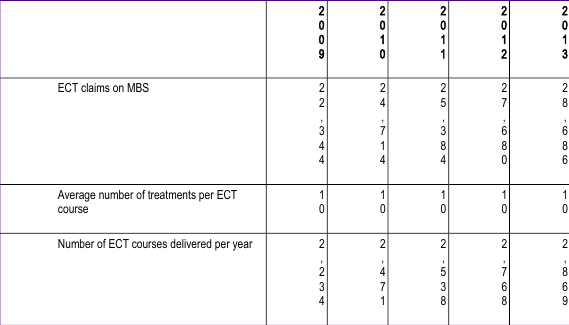 2009 2010 2011 2012 2013
ECT claims on MBS 22,344 24,714 25,384 27,680 28,686
Average number of treatments per ECT
course 10 10 10 10 10
Number of ECT courses delivered per year 2,234 2,471 2,538 2,768 2,869